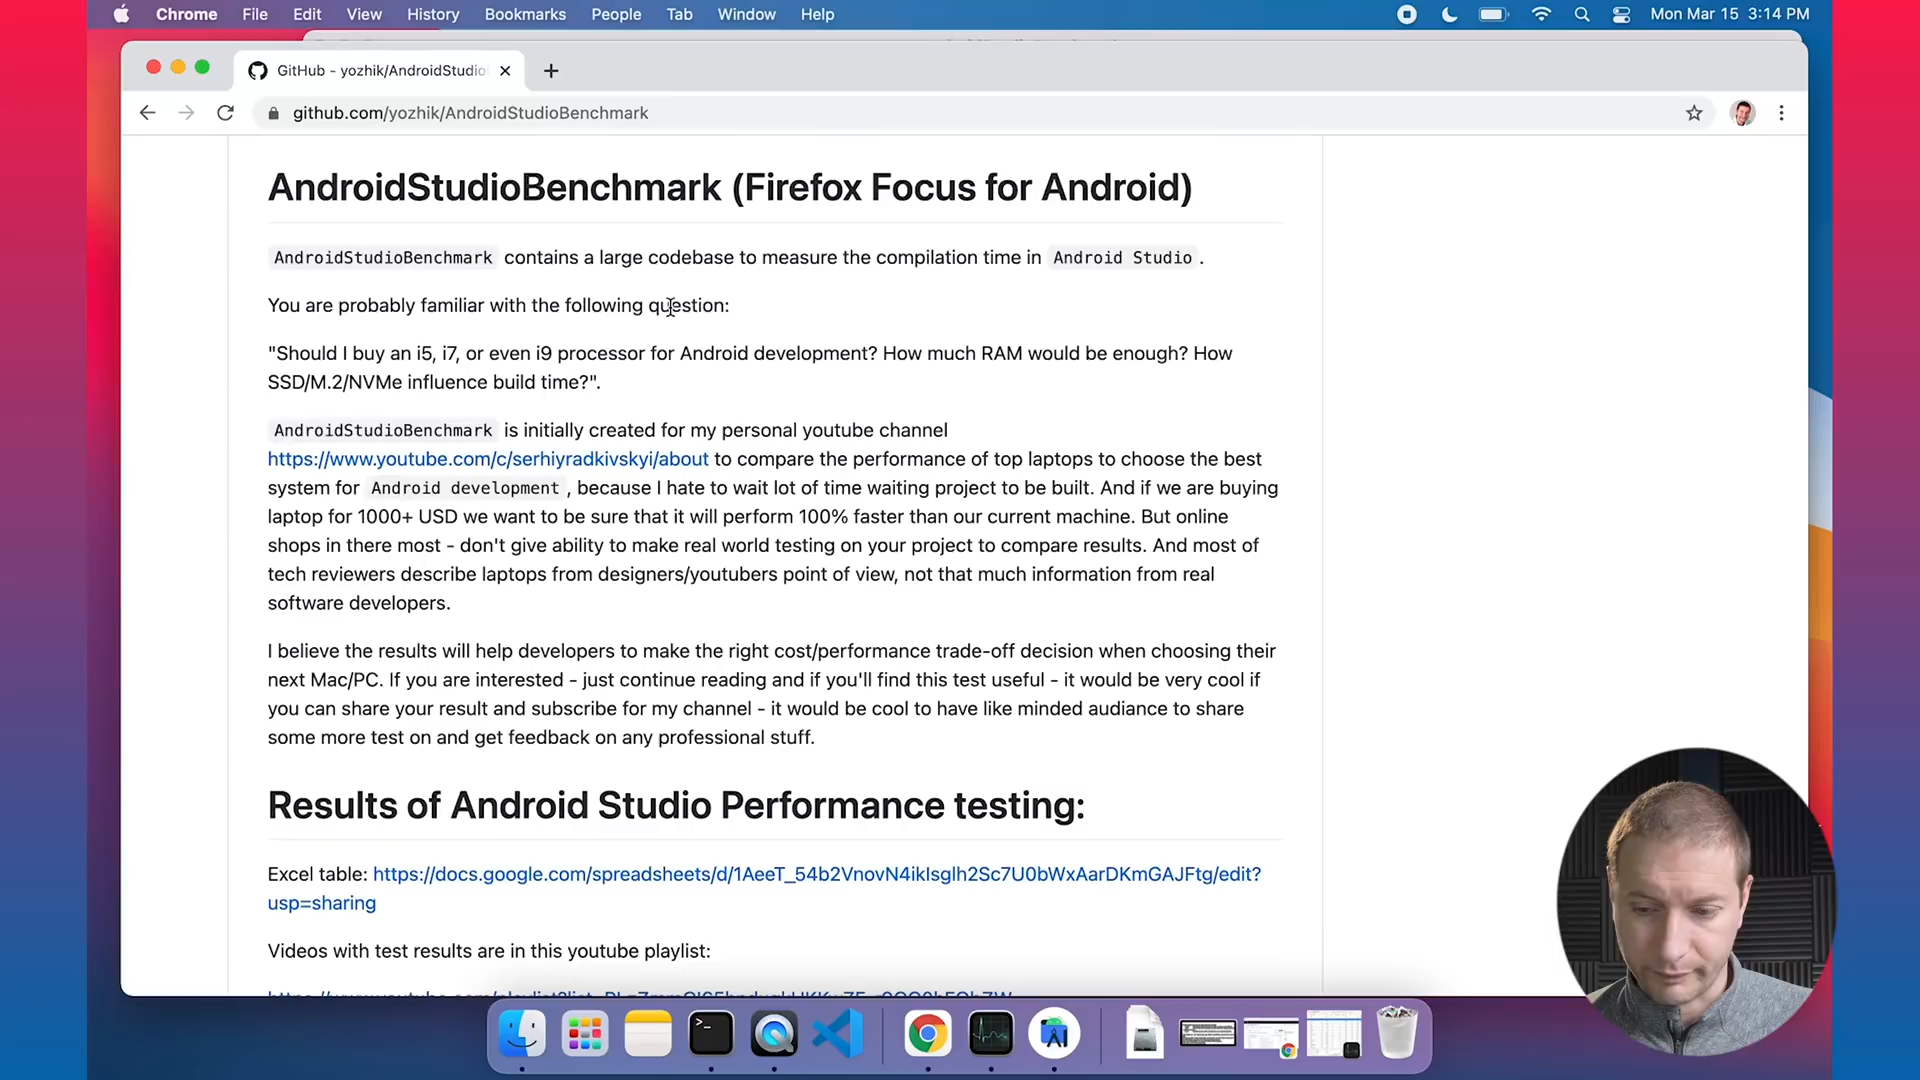 Chrome File Edit View History Bookmarks People Tab Window Help Mon Mar 15 3:14 PM
GitHub - yozhik/AndroidStudio
github.com/yozhik/AndroidStudioBenchmark
AndroidStudioBenchmark (Firefox Focus for Android)
AndroidStudioBenchmark contains a large codebase to measure the compilation time in Android Studio .
You are probably familiar with the following question:
"Should I buy an i5, i7, or even i9 processor for Android development? How much RAM would be enough? How
SSD/M.2/NVMe influence build time?".
AndroidStudioBenchmark is initially created for my personal youtube channel
https://www.youtube.com/c/serhiyradkivskyi/about to compare the performance of top laptops to choose the best
system for Android development , because I hate to wait lot of time waiting project to be built. And if we are buying
laptop for 1000+ USD we want to be sure that it will perform 100% faster than our current machine. But online
shops in there most - don't give ability to make real world testing on your project to compare results. And most of
tech reviewers describe laptops from designers/youtubers point of view, not that much information from real
software developers.
I believe the results will help developers to make the right cost/performance trade-off decision when choosing their
next Mac/PC. If you are interested - just continue reading and if you'll find this test useful - it would be very cool if
you can share your result and subscribe for my channel - it would be cool to have like minded audiance to share
some more test on and get feedback on any professional stuff.
Results of Android Studio Performance testing:
Excel table: https://docs.google.com/spreadsheets/d/1AeeT_54b2VnovN4ikIsglh2Sc7U0bWxAarDKmGAJFtg/edit?
usp=sharing
Videos with test results are in this youtube playlist: